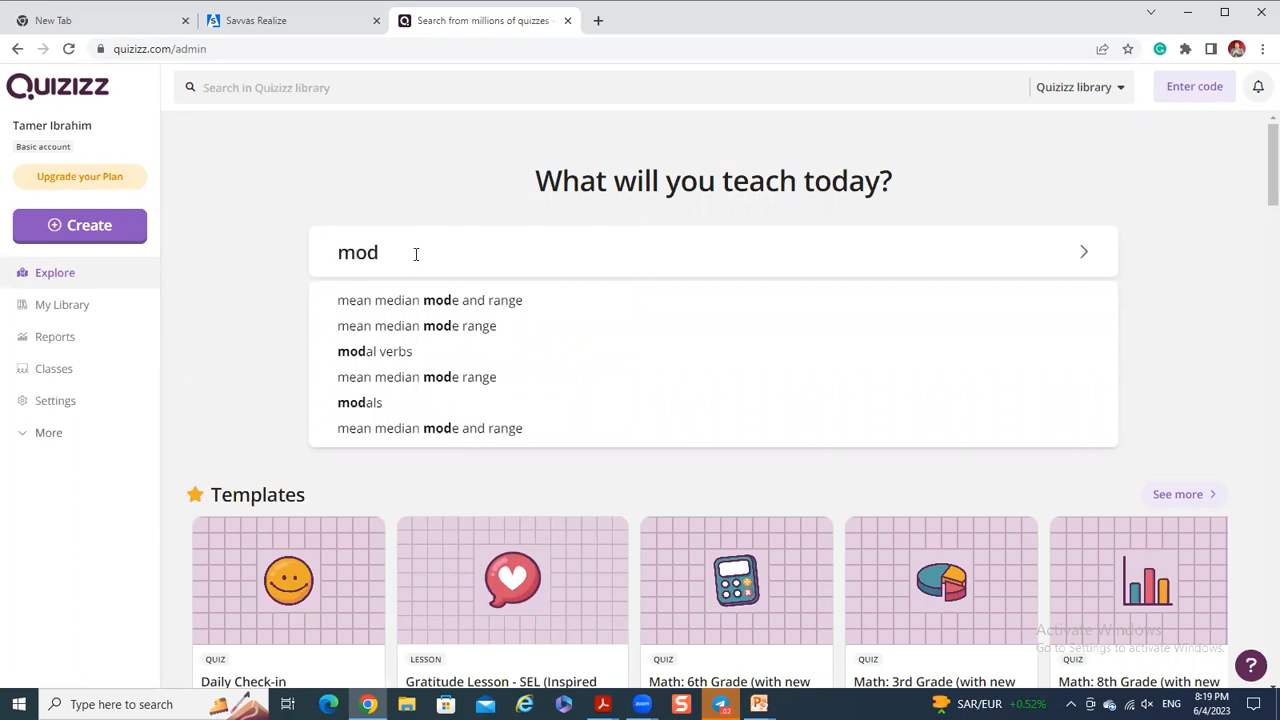 New Tab
Savvas Realize
Search from millions of quizzes -
quizizz.com/admin
QUIZIZZ
Search in Quizizz library
Quizizz library
Enter code
Tamer Ibrahim
Basic account
Upgrade your Plan
Create
Explore
My Library
Reports
Classes
Settings
More
What will you teach today?
mod
mean median mode and range
mean median mode range
modal verbs
mean median mode range
modals
mean median mode and range
Templates
See more
QUIZ
Daily Check-in
LESSON
Gratitude Lesson - SEL (Inspired
QUIZ
Math: 6th Grade (with new
QUIZ
Math: 3rd Grade (with new
QUIZ
Math: 8th Grade (with new
Activate Windows
Go to Settings to activate Windows.
?
Type here to search
zoom
SAR/EUR +0.52%
ENG
8:19 PM
6/4/2023